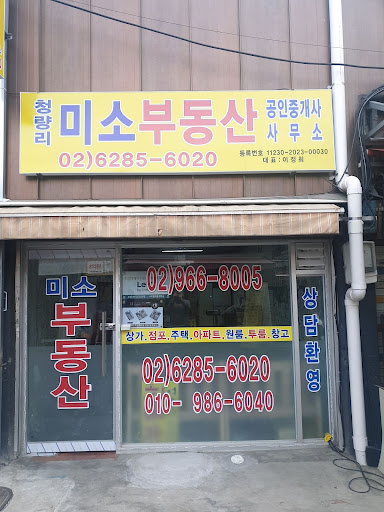 청량리
미소부동산
공인중개사
사무소
02)6285-6020
등록번호 11230-2023-00030
대표:이정희
미소
부동산
02)966-8005
상가.점포.주택.아파트.원룸.투룸.창고
02)6285-6020
010- 986-6040
상담환영